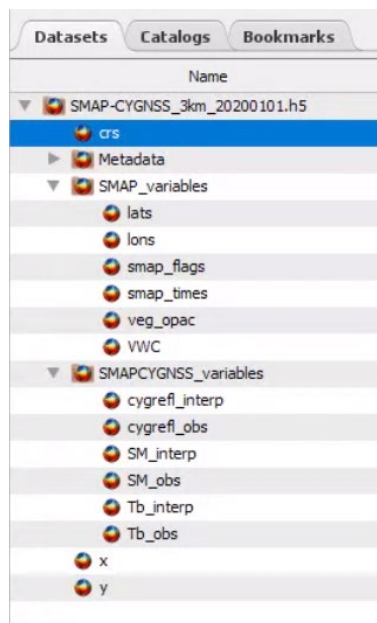 Datasets Catalogs Bookmarks
Name
SMAP-CYGNSS_3km_20200101.h5
crs
Metadata
SMAP_variables
lats
lons
smap_flags
smap_times
veg_opac
VWC
SMAPCYGNSS_variables
cygrefl_interp
cygrefl_obs
SM_interp
SM_obs
Tb_interp
Tb_obs
x
y